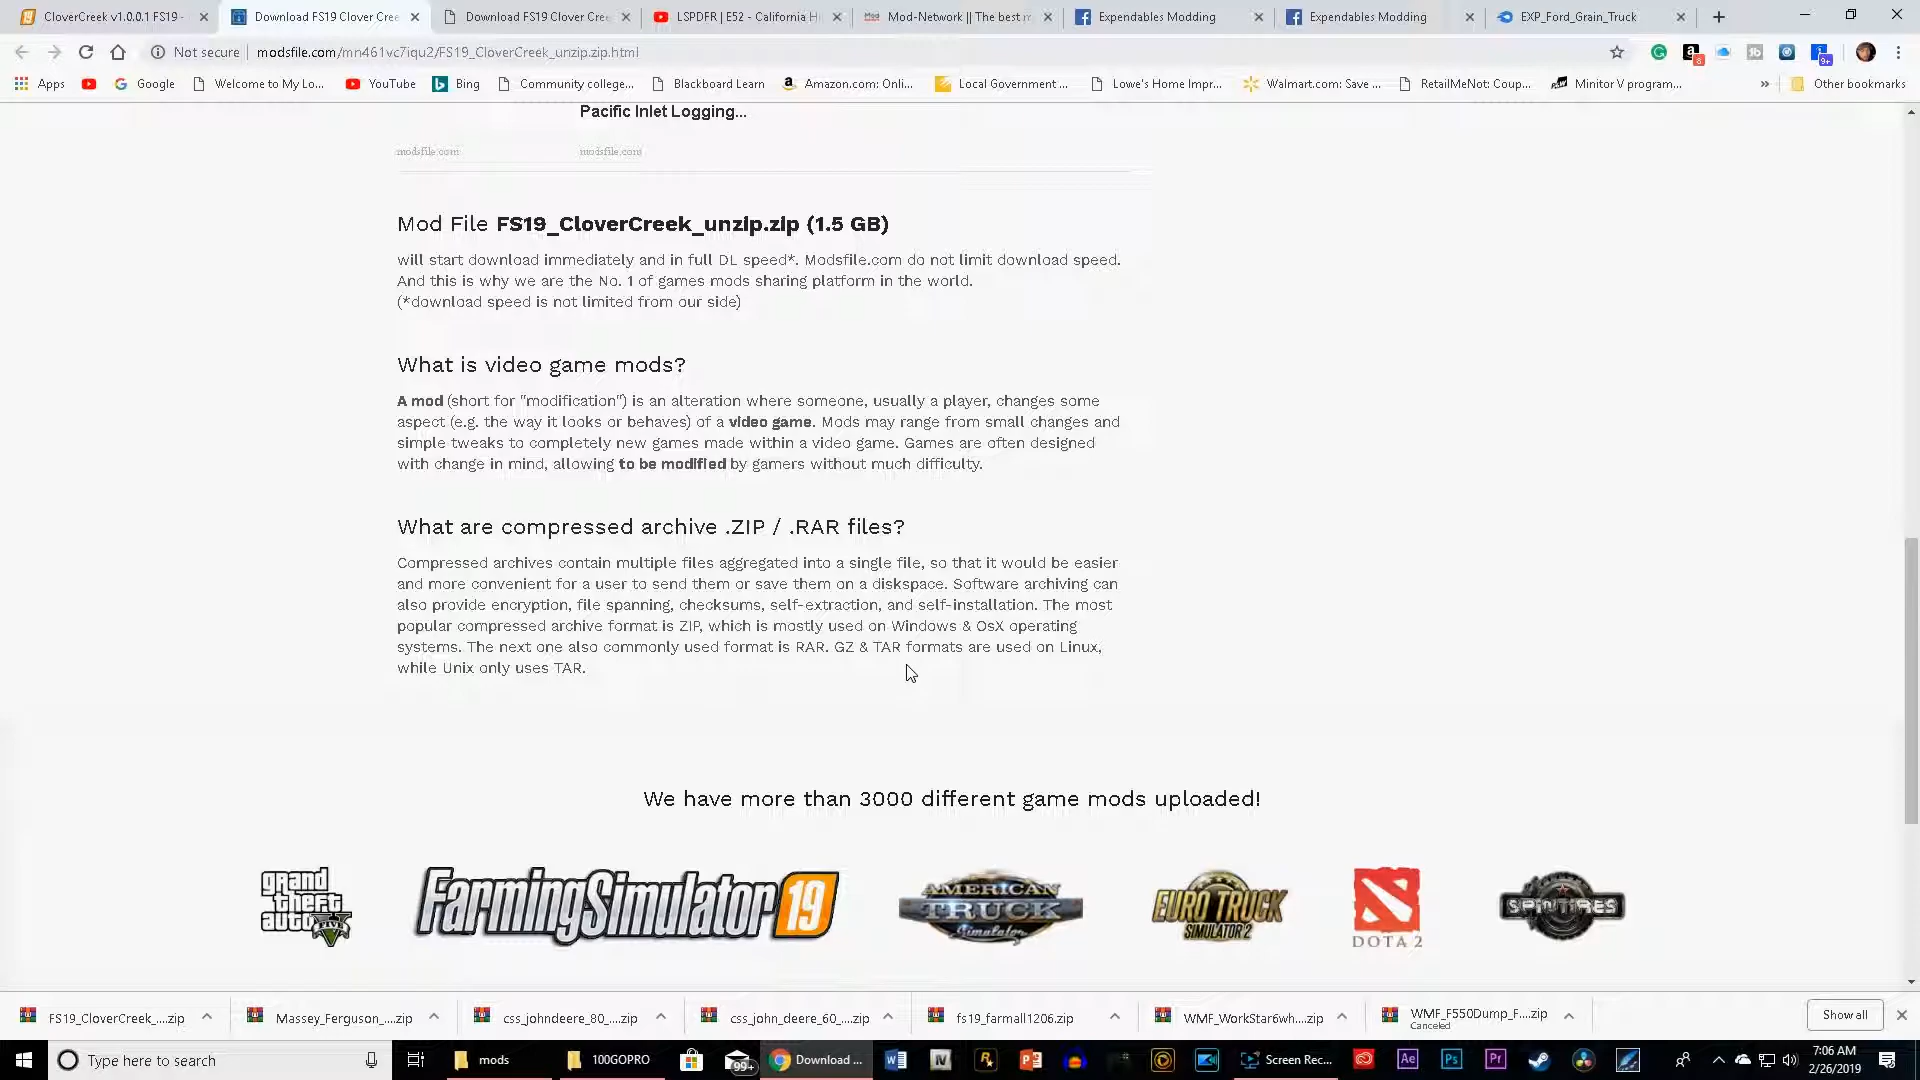 CloverCreek v1.0.0.1 FS19 -
Download FS19 Clover Cree
Download FS19 Clover Cree
LSPDFR | E52 - California Hi
Mod-Network || The best m
Expendables Modding
Expendables Modding
EXP_Ford_Grain_Truck
Not secure
modsfile.com/mn461vc7iqu2/FS19_CloverCreek_unzip.zip.html
Apps
Google
Welcome to My Lo...
YouTube
Bing
Community college...
Blackboard Learn
Amazon.com: Onli...
Local Government ...
Lowe's Home Impr...
Walmart.com: Save ...
RetailMeNot: Coup...
Minitor V program...
Other bookmarks
Pacific Inlet Logging...
modsfile.com
modsfile.com
Mod File FS19_CloverCreek_unzip.zip (1.5 GB)
will start download immediately and in full DL speed*. Modsfile.com do not limit download speed.
And this is why we are the No. 1 of games mods sharing platform in the world.
(*download speed is not limited from our side)
What is video game mods?
A mod (short for "modification") is an alteration where someone, usually a player, changes some
aspect (e.g. the way it looks or behaves) of a video game. Mods may range from small changes and
simple tweaks to completely new games made within a video game. Games are often designed
with change in mind, allowing to be modified by gamers without much difficulty.
What are compressed archive .ZIP / .RAR files?
Compressed archives contain multiple files aggregated into a single file, so that it would be easier
and more convenient for a user to send them or save them on a diskspace. Software archiving can
also provide encryption, file spanning, checksums, self-extraction, and self-installation. The most
popular compressed archive format is ZIP, which is mostly used on Windows & OsX operating
systems. The next one also commonly used format is RAR. GZ & TAR formats are used on Linux,
while Unix only uses TAR.
We have more than 3000 different game mods uploaded!
grand
theft
auto
FIVE
Farming Simulator 19
AMERICAN
TRUCK
Simulator
EURO TRUCK
SIMULATOR 2
DOTA 2
SPINTIRES
FS19_CloverCreek_....zip
Massey_Ferguson_....zip
css_johndeere_80_....zip
css_john_deere_60_....zip
fs19_farmall1206.zip
WMF_WorkStar6wh....zip
WMF_F550Dump_F....zip
Canceled
Show all
Type here to search
mods
100GOPRO
99+
Download ...
Screen Rec...
Ae
Ps
Pr
7:06 AM
2/26/2019